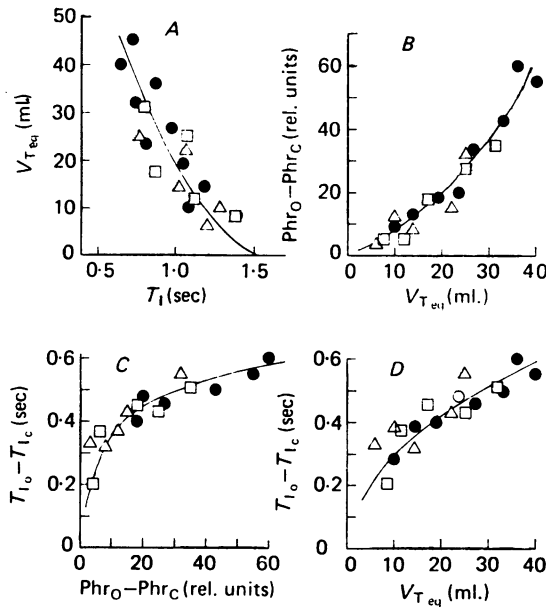 A
V_Teq (ml.)
50
40
30
20
10
0
0·5 1·0 1·5
T_I (sec)
B
Phr_O–Phr_C (rel. units)
60
40
20
0
0 10 20 30 40
V_Teq (ml.)
C
T_Io–T_Ic (sec)
0·6
0·4
0·2
0
0 20 40 60
Phr_O–Phr_C (rel. units)
D
T_Io–T_Ic (sec)
0·6
0·4
0·2
0
0 10 20 30 40
V_Teq (ml.)